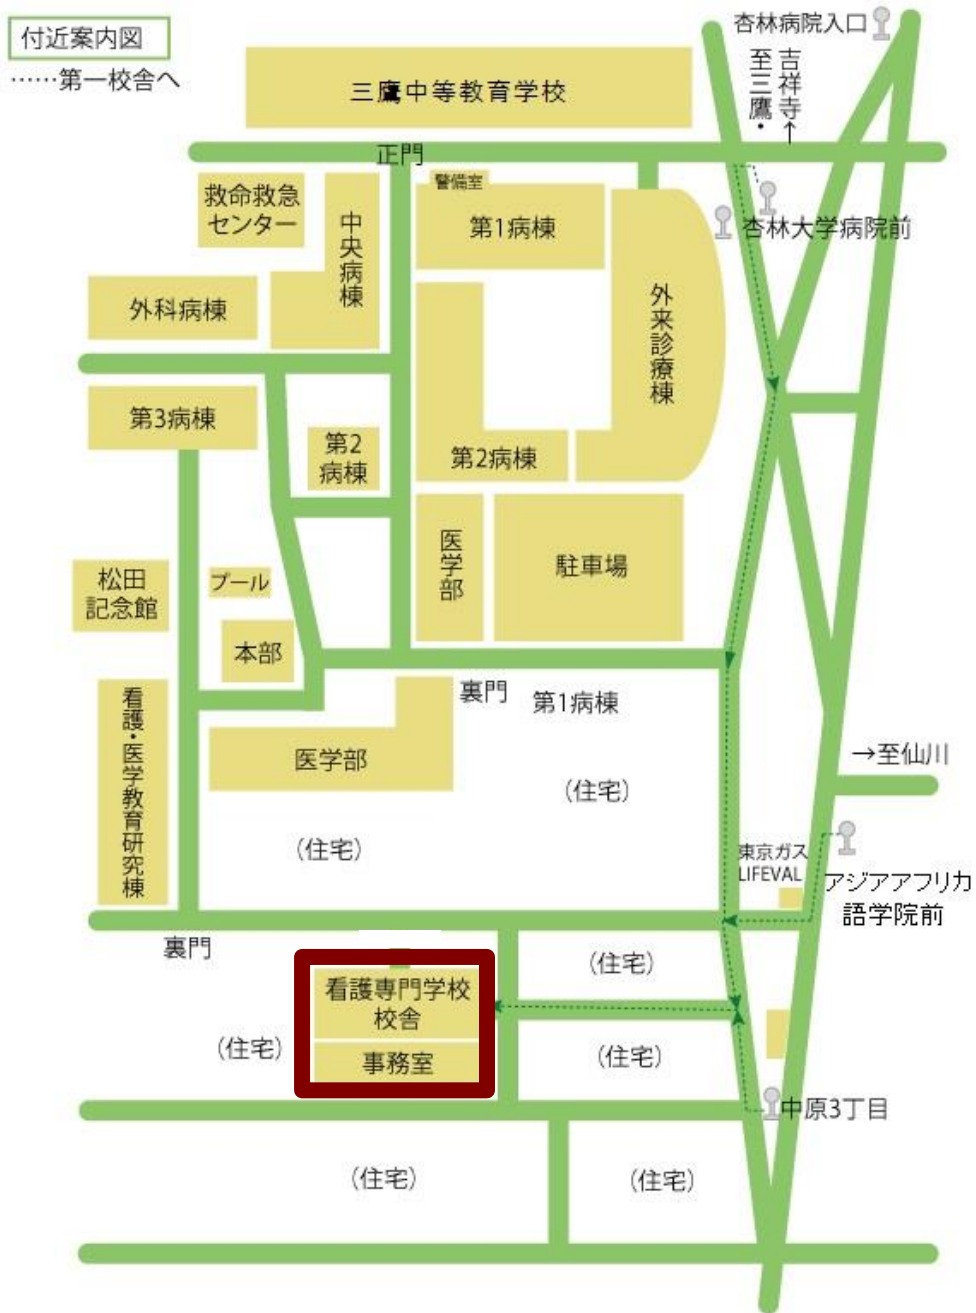 付近案内図
……第一校舎へ
杏林病院入口
至三鷹・
吉祥寺→
三鷹中等教育学校
正門
警備室
救命救急
センター
中央病棟
第1病棟
杏林大学病院前
外科病棟
外来診療棟
第3病棟
第2
病棟
第2病棟
医学部
駐車場
松田
記念館
プール
本部
裏門
第1病棟
看護・医学教育研究棟
医学部
→至仙川
(住宅)
(住宅)
東京ガス
LIFEVAL
アジアアフリカ
語学院前
裏門
(住宅)
看護専門学校
校舎
事務室
(住宅)
(住宅)
中原3丁目
(住宅)
(住宅)